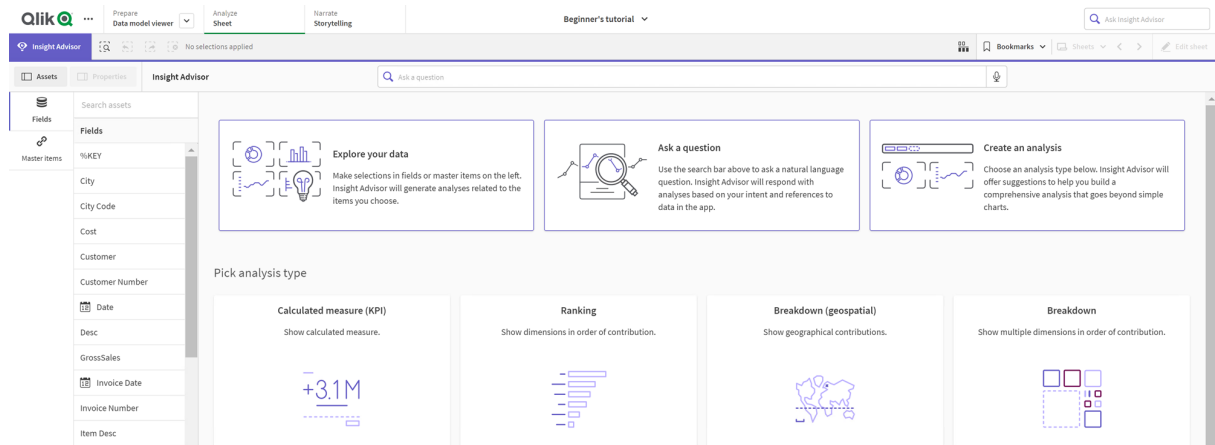 Qlik
Prepare
Data model viewer
Analyze
Sheet
Narrate
Storytelling
Beginner's tutorial
Ask Insight Advisor
Insight Advisor
No selections applied
Bookmarks
Sheets
Edit sheet
Assets
Properties
Insight Advisor
Ask a question
Fields
Master items
Search assets
Fields
%KEY
City
City Code
Cost
Customer
Customer Number
Date
Desc
GrossSales
Invoice Date
Invoice Number
Item Desc
Explore your data
Make selections in fields or master items on the left.
Insight Advisor will generate analyses related to the
items you choose.
Ask a question
Use the search bar above to ask a natural language
question. Insight Advisor will respond with
analyses based on your intent and references to
data in the app.
Create an analysis
Choose an analysis type below. Insight Advisor will
offer suggestions to help you build a
comprehensive analysis that goes beyond simple
charts.
Pick analysis type
Calculated measure (KPI)
Show calculated measure.
+3.1M
Ranking
Show dimensions in order of contribution.
Breakdown (geospatial)
Show geographical contributions.
Breakdown
Show multiple dimensions in order of contribution.